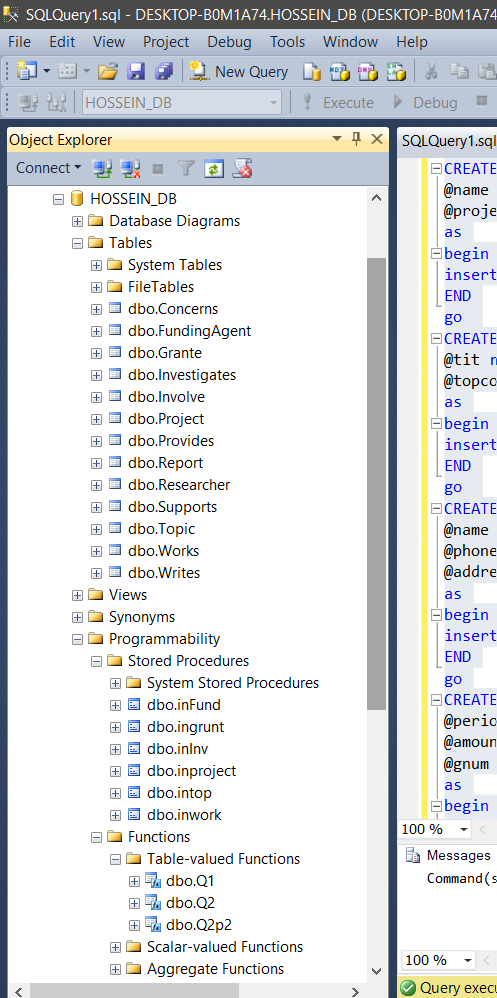 SQLQuery1.sql - DESKTOP-B0M1A74.HOSSEIN_DB (DESKTOP-B0M1A74
File Edit View Project Debug Tools Window Help
New Query
HOSSEIN_DB Execute Debug
Object Explorer
Connect
HOSSEIN_DB
Database Diagrams
Tables
System Tables
FileTables
dbo.Concerns
dbo.FundingAgent
dbo.Grante
dbo.Investigates
dbo.Involve
dbo.Project
dbo.Provides
dbo.Report
dbo.Researcher
dbo.Supports
dbo.Topic
dbo.Works
dbo.Writes
Views
Synonyms
Programmability
Stored Procedures
System Stored Procedures
dbo.inFund
dbo.ingrunt
dbo.inInv
dbo.inproject
dbo.intop
dbo.inwork
Functions
Table-valued Functions
dbo.Q1
dbo.Q2
dbo.Q2p2
Scalar-valued Functions
Aggregate Functions
SQLQuery1.sql
CREATE
@name
@proje
as
begin
insert
END
go
CREATE
@tit n
@topco
as
begin
insert
END
go
CREATE
@name
@phone
@addre
as
begin
insert
END
go
CREATE
@perio
@amoun
@gnum
as
begin
100 %
Messages
Command(s
100 %
Query exec